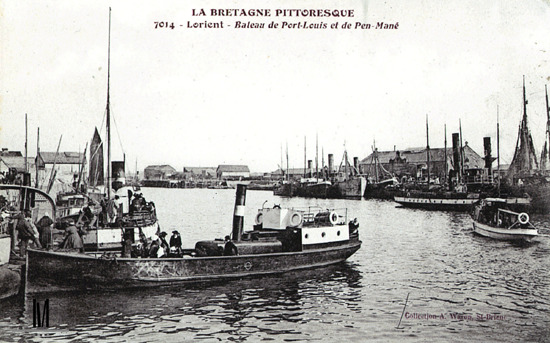 LA BRETAGNE PITTORESQUE
7014 - Lorient - Bateau de Port-Louis et de Pen-Mané
M
Collection A. Waron, St-Brieuc